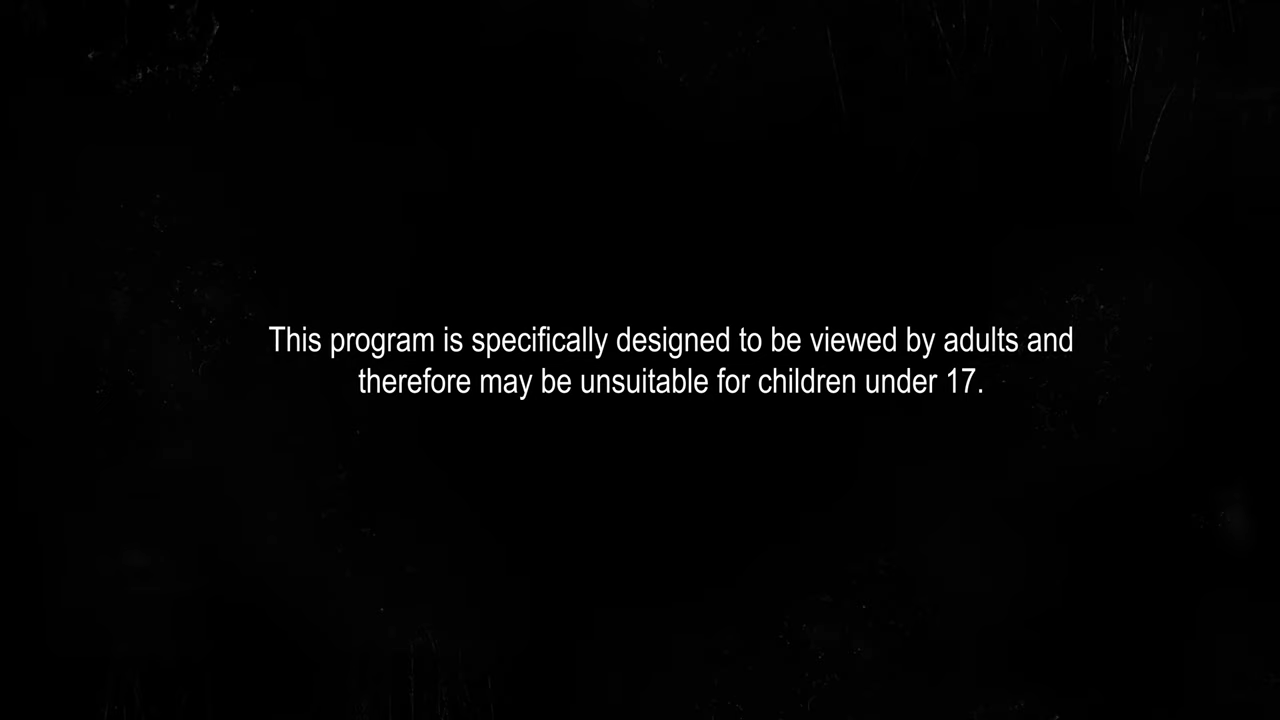 This program is specifically designed to be viewed by adults and
therefore may be unsuitable for children under 17.